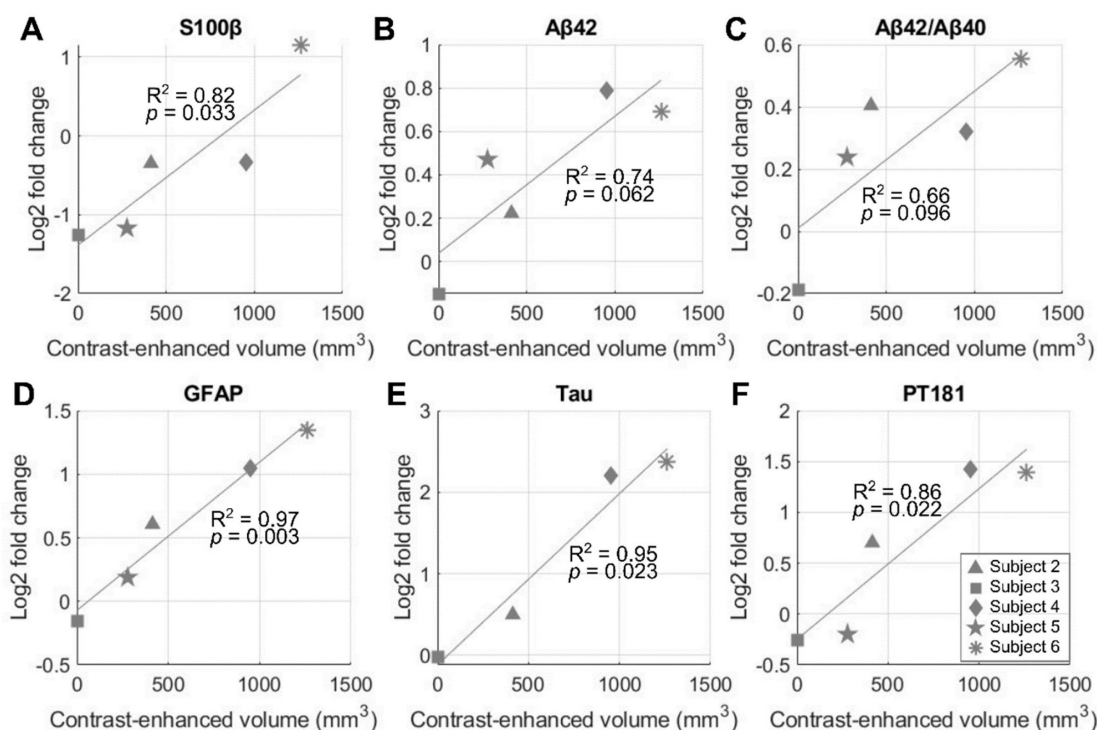 A
S100β
Log2 fold change
1
0
-1
-2
R² = 0.82
p = 0.033
0 500 1000 1500
Contrast-enhanced volume (mm³)
B
Aβ42
Log2 fold change
1
0.8
0.6
0.4
0.2
0
R² = 0.74
p = 0.062
0 500 1000 1500
Contrast-enhanced volume (mm³)
C
Aβ42/Aβ40
Log2 fold change
0.6
0.4
0.2
0
-0.2
R² = 0.66
p = 0.096
0 500 1000 1500
Contrast-enhanced volume (mm³)
D
GFAP
Log2 fold change
1.5
1
0.5
0
-0.5
R² = 0.97
p = 0.003
0 500 1000 1500
Contrast-enhanced volume (mm³)
E
Tau
Log2 fold change
3
2
1
0
R² = 0.95
p = 0.023
0 500 1000 1500
Contrast-enhanced volume (mm³)
F
PT181
Log2 fold change
2
1.5
1
0.5
0
-0.5
R² = 0.86
p = 0.022
Subject 2
Subject 3
Subject 4
Subject 5
Subject 6
0 500 1000 1500
Contrast-enhanced volume (mm³)